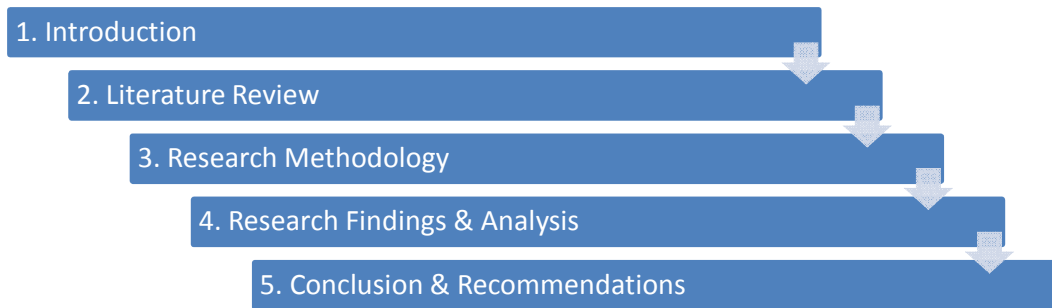 1. Introduction
2. Literature Review
3. Research Methodology
4. Research Findings & Analysis
5. Conclusion & Recommendations